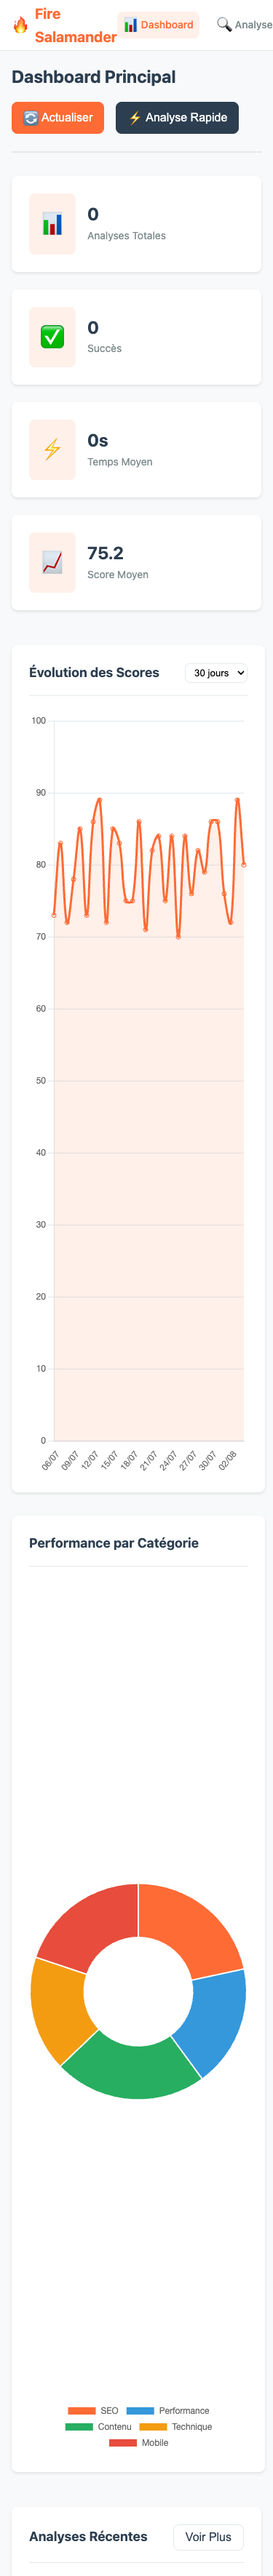 Fire
Salamander
Dashboard
Analyse
Dashboard Principal
Actualiser
Analyse Rapide
0
Analyses Totales
0
Succès
0s
Temps Moyen
75.2
Score Moyen
Évolution des Scores
30 jours
100
90
80
70
60
50
40
30
20
10
0
06/07 09/07 12/07 15/07 18/07 21/07 24/07 27/07 30/07 02/08
Performance par Catégorie
SEO Performance
Contenu Technique
Mobile
Analyses Récentes
Voir Plus